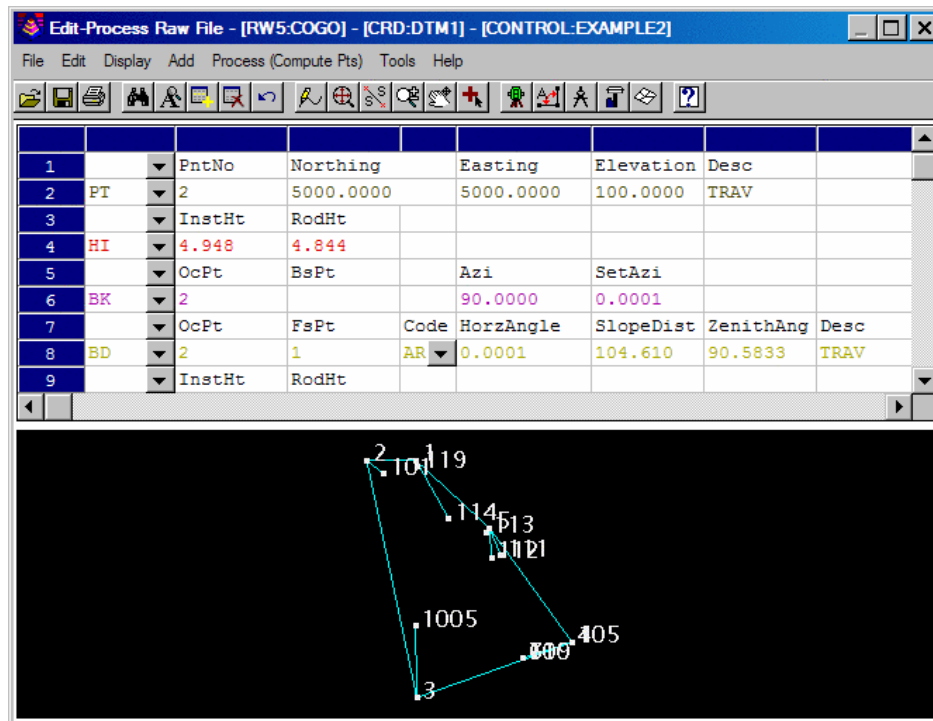 Edit-Process Raw File - [RW5:COGO] - [CRD:DTM1] - [CONTROL:EXAMPLE2]
File Edit Display Add Process (Compute Pts) Tools Help
1 PntNo Northing Easting Elevation Desc
2 PT 2 5000.0000 5000.0000 100.0000 TRAV
3 InstHt RodHt
4 HI 4.948 4.844
5 OcPt BsPt Azi SetAzi
6 BK 2 90.0000 0.0001
7 OcPt FsPt Code HorzAngle SlopeDist ZenithAng Desc
8 BD 2 1 AR 0.0001 104.610 90.5833 TRAV
9 InstHt RodHt
2
1
101
119
114
5
113
1005
405
3